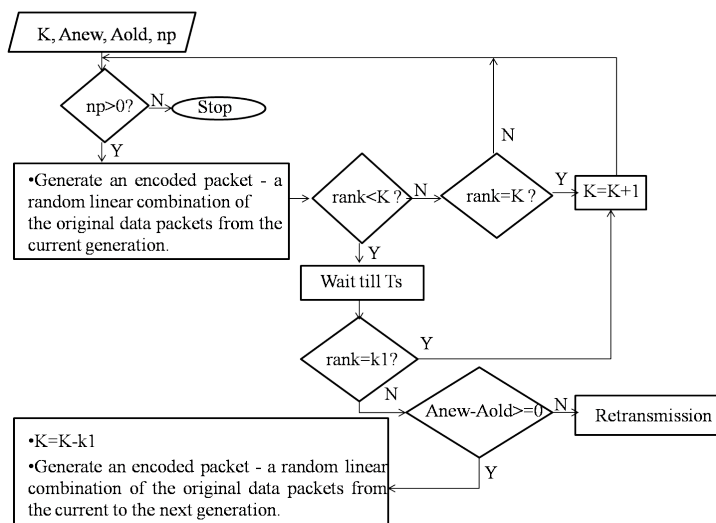 K, Anew, Aold, np
np>0?
N
Stop
Y
•Generate an encoded packet - a
random linear combination of
the original data packets from the
current generation.
rank<K ?
N
rank=K ?
N
Y
K=K+1
Y
Wait till Ts
rank=k1?
Y
N
Anew-Aold>=0
N
Retransmission
Y
•K=K-k1
•Generate an encoded packet - a random linear
combination of the original data packets from
the current to the next generation.